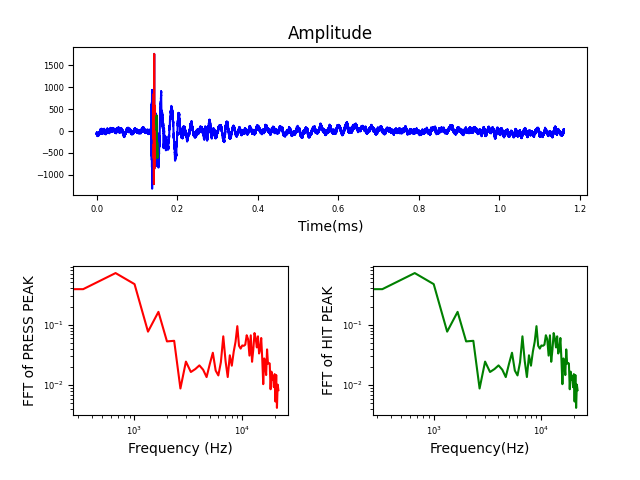 Amplitude
1500
1000
500
0
−500
−1000
0.0 0.2 0.4 0.6 0.8 1.0 1.2
Time(ms)
FFT of PRESS PEAK
10⁻¹
10⁻²
10³ 10⁴
Frequency (Hz)
FFT of HIT PEAK
10⁻¹
10⁻²
10³ 10⁴
Frequency(Hz)